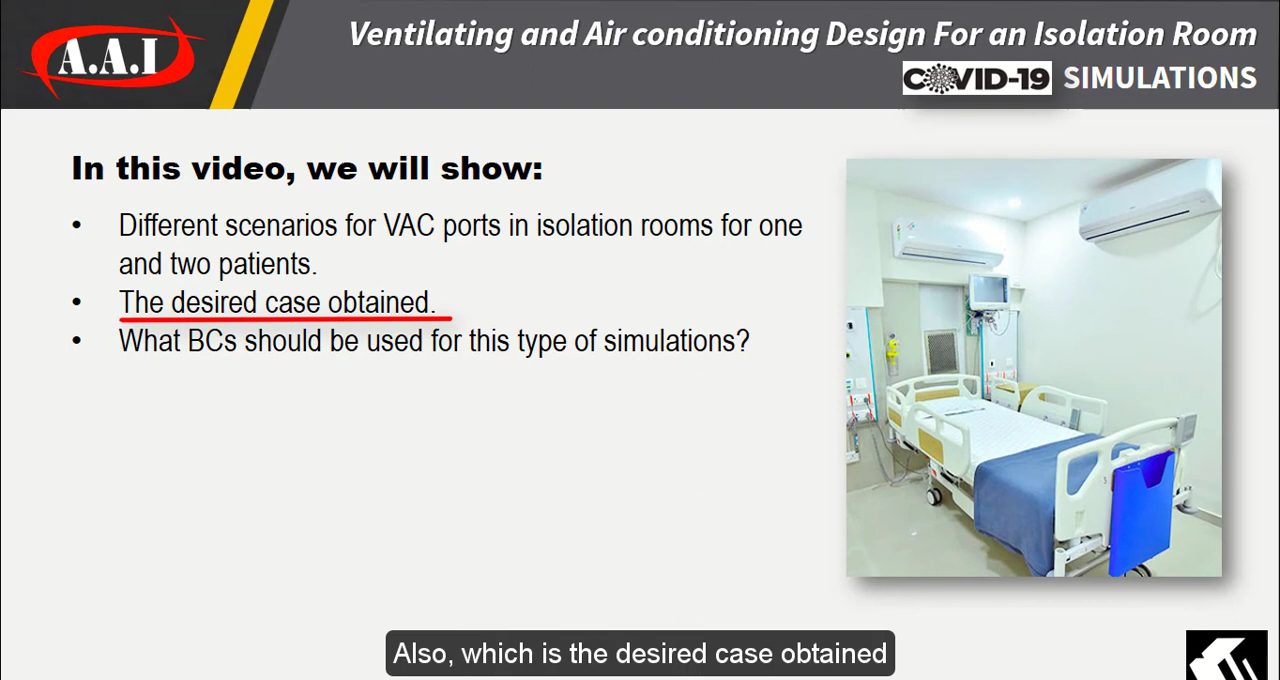 A.A.I
Ventilating and Air conditioning Design For an Isolation Room
COVID-19 SIMULATIONS
In this video, we will show:
• Different scenarios for VAC ports in isolation rooms for one
and two patients.
• The desired case obtained.
• What BCs should be used for this type of simulations?
Also, which is the desired case obtained